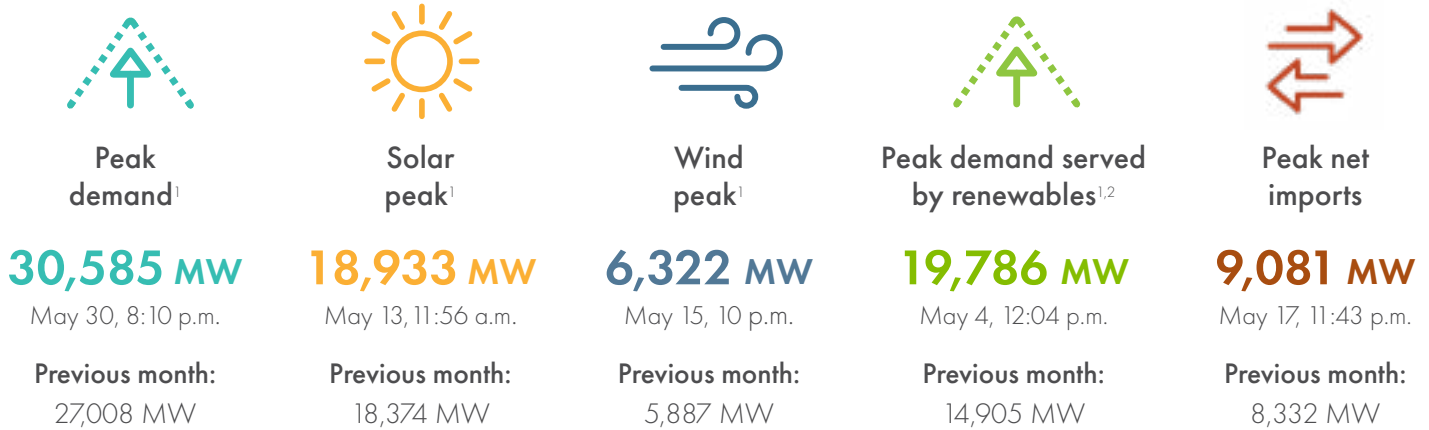 Peak
demand¹
30,585 MW
May 30, 8:10 p.m.
Previous month:
27,008 MW
Solar
peak¹
18,933 MW
May 13, 11:56 a.m.
Previous month:
18,374 MW
Wind
peak¹
6,322 MW
May 15, 10 p.m.
Previous month:
5,887 MW
Peak demand served
by renewables¹,²
19,786 MW
May 4, 12:04 p.m.
Previous month:
14,905 MW
Peak net
imports
9,081 MW
May 17, 11:43 p.m.
Previous month:
8,332 MW